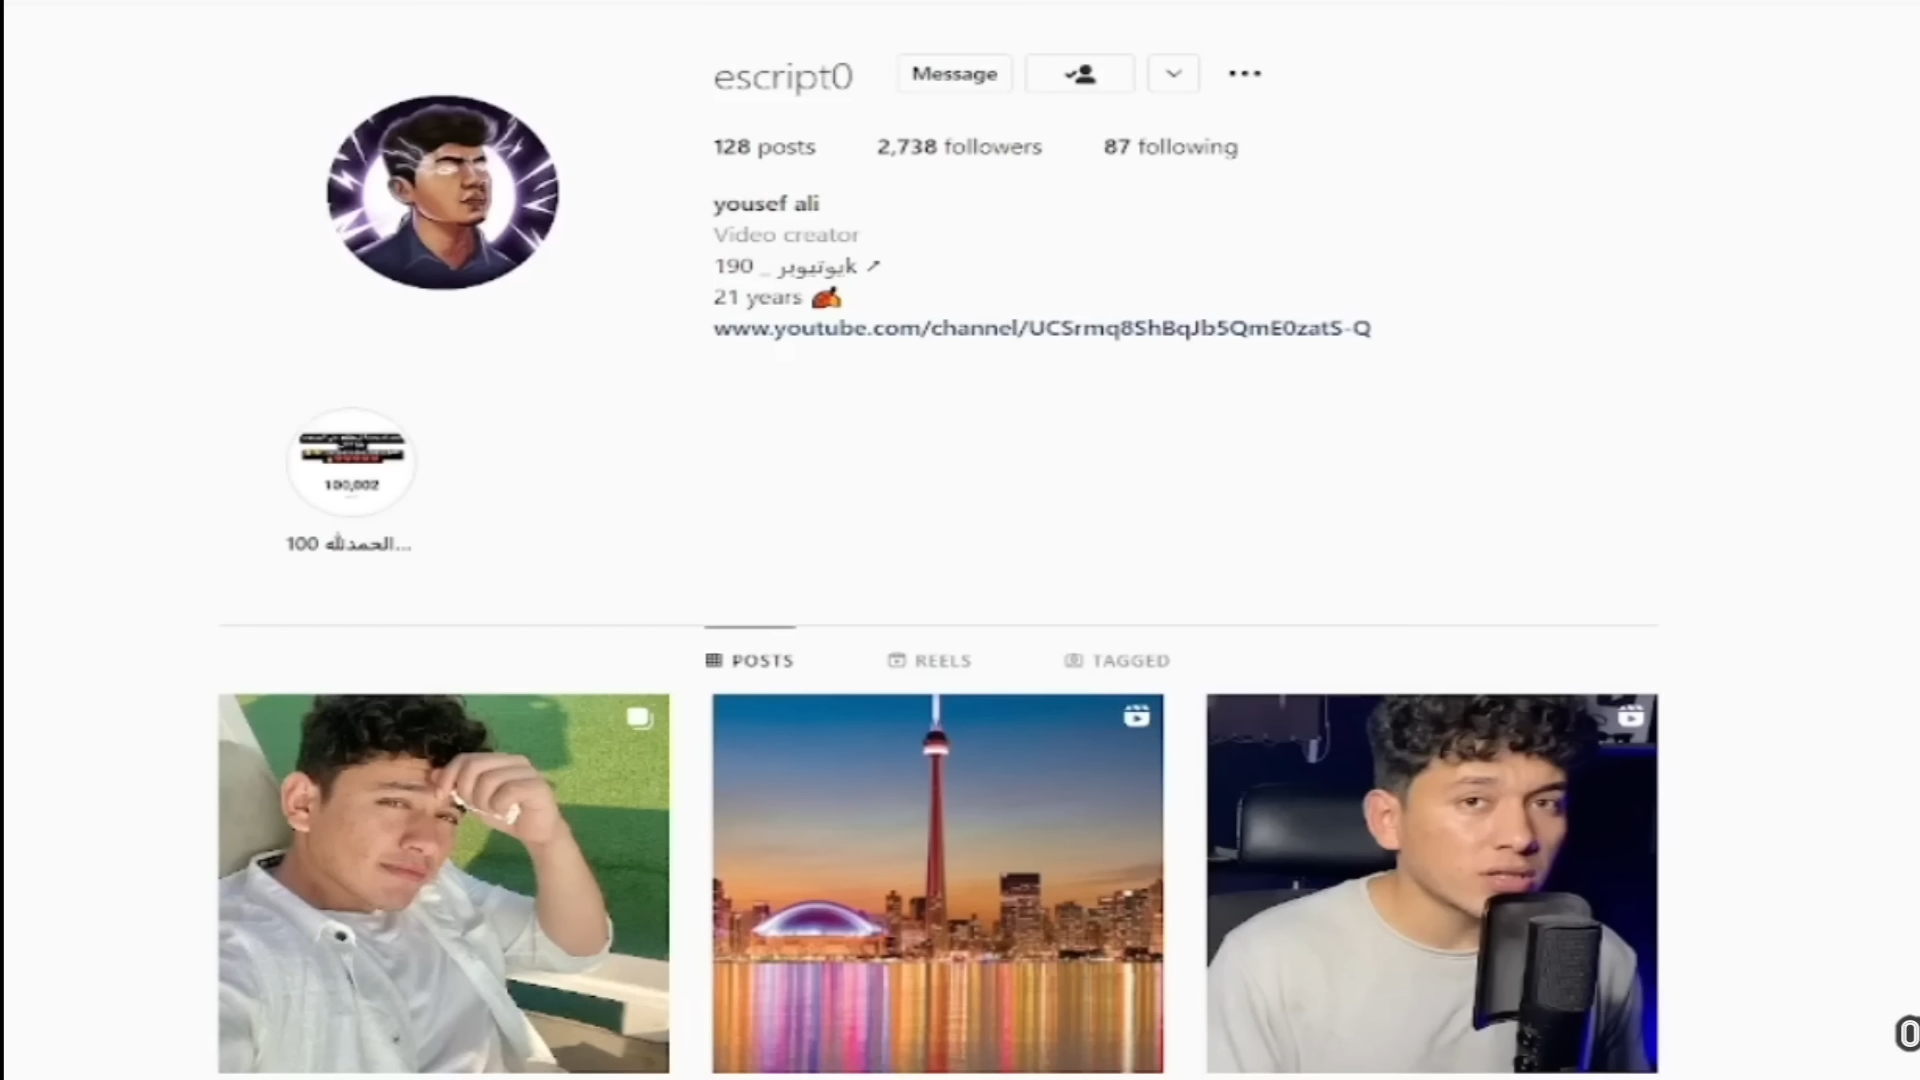 escript0
Message
128 posts
2,738 followers
87 following
yousef ali
Video creator
190 _ يوتيوبرk
21 years
www.youtube.com/channel/UCSrmq8ShBqJb5QmE0zatS-Q
100,002
100 الحمدلله...
POSTS
REELS
TAGGED